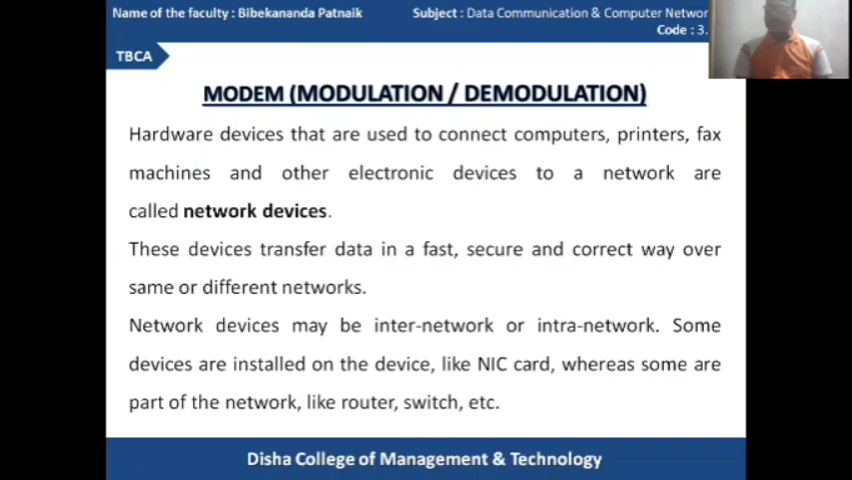 Name of the faculty : Bibekananda Patnaik Subject : Data Communication & Computer Networ
Code : 3.
TBCA
MODEM (MODULATION / DEMODULATION)
Hardware devices that are used to connect computers, printers, fax
machines and other electronic devices to a network are
called network devices.
These devices transfer data in a fast, secure and correct way over
same or different networks.
Network devices may be inter-network or intra-network. Some
devices are installed on the device, like NIC card, whereas some are
part of the network, like router, switch, etc.
Disha College of Management & Technology